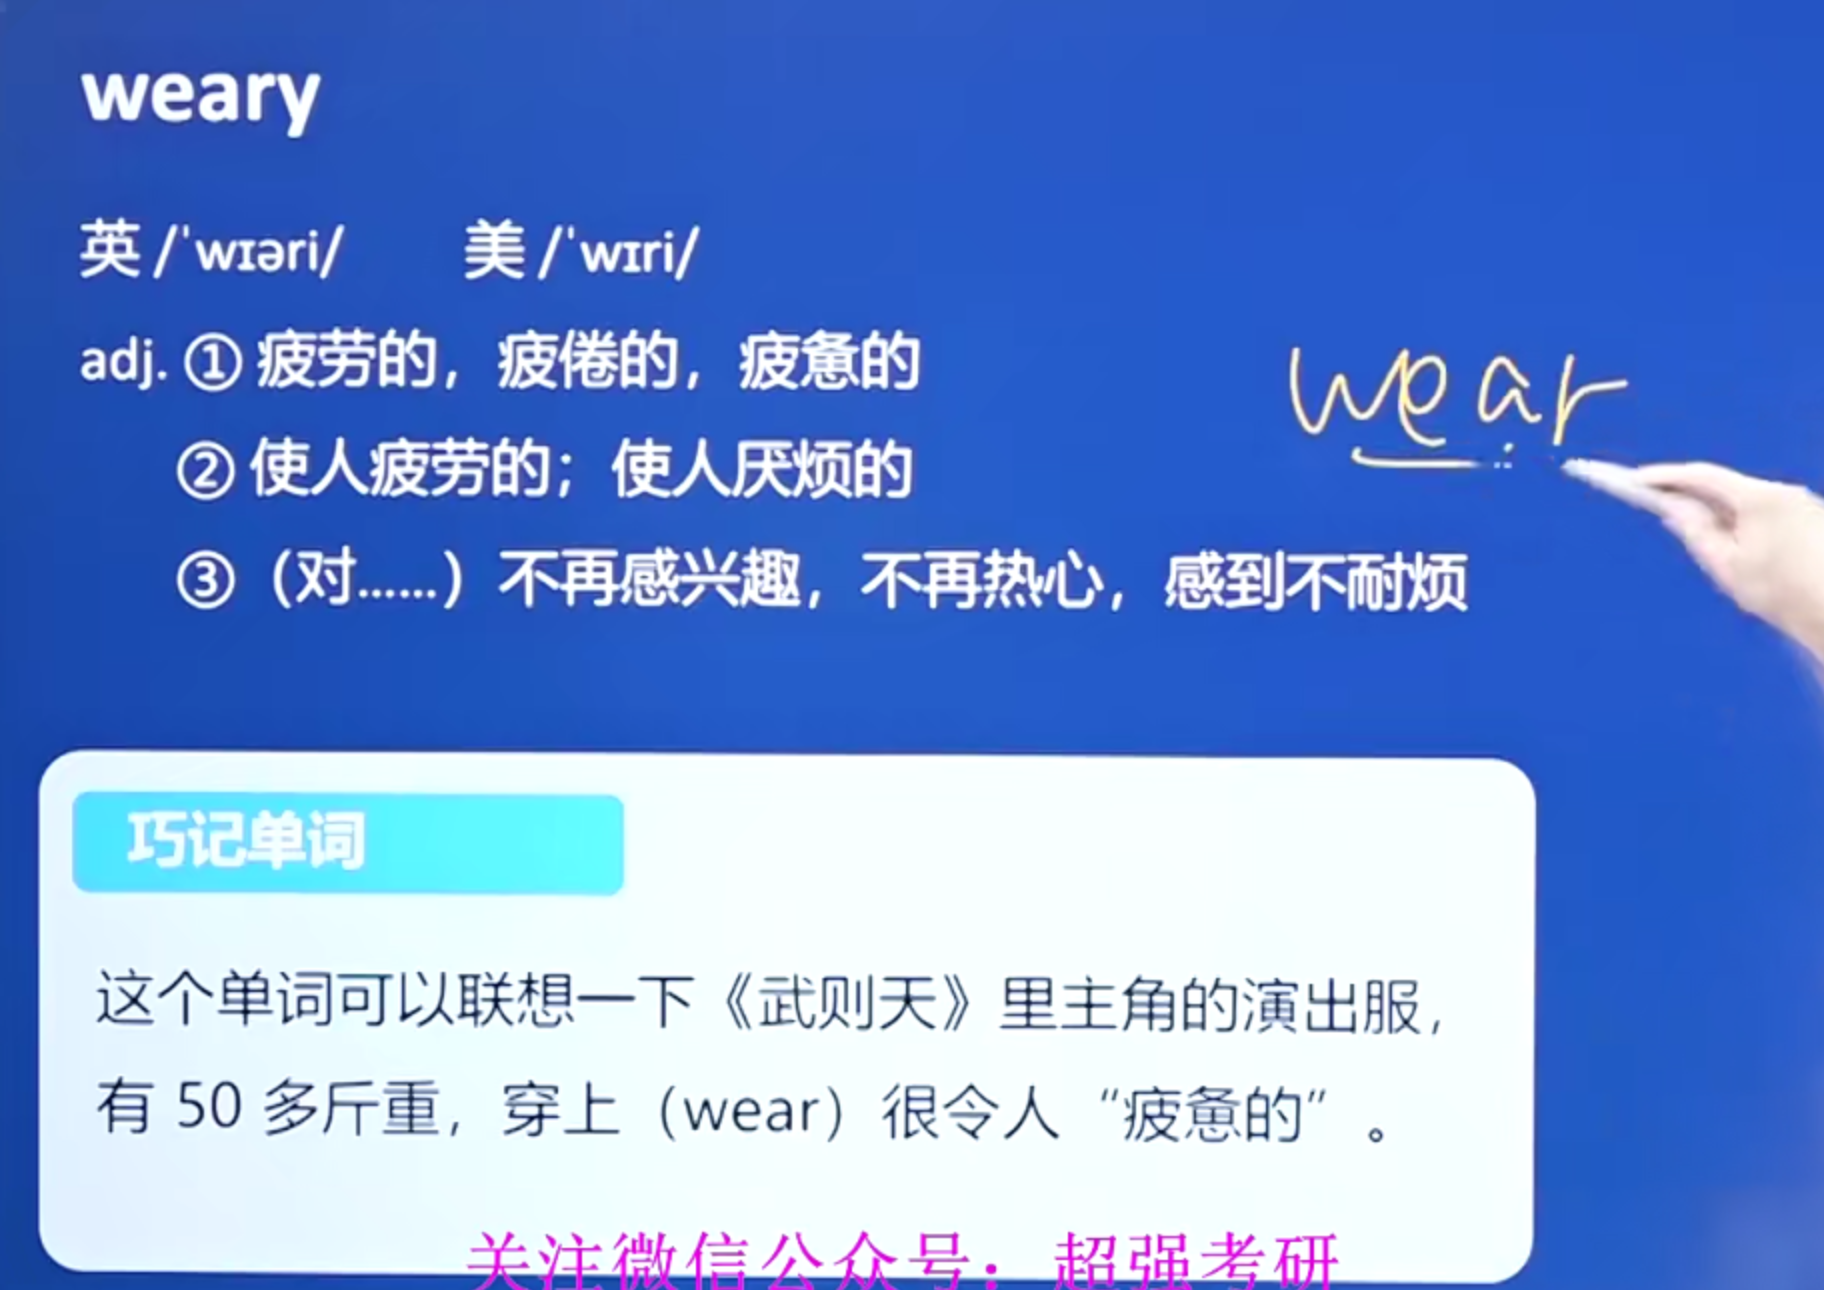 weary
英 /ˈwɪəri/ 美 /ˈwɪri/
adj. ① 疲劳的，疲倦的，疲惫的
② 使人疲劳的；使人厌烦的
wear
③（对……）不再感兴趣，不再热心，感到不耐烦
巧记单词
这个单词可以联想一下《武则天》里主角的演出服，
有 50 多斤重，穿上（wear）很令人“疲惫的”。
关注微信公众号：超强考研